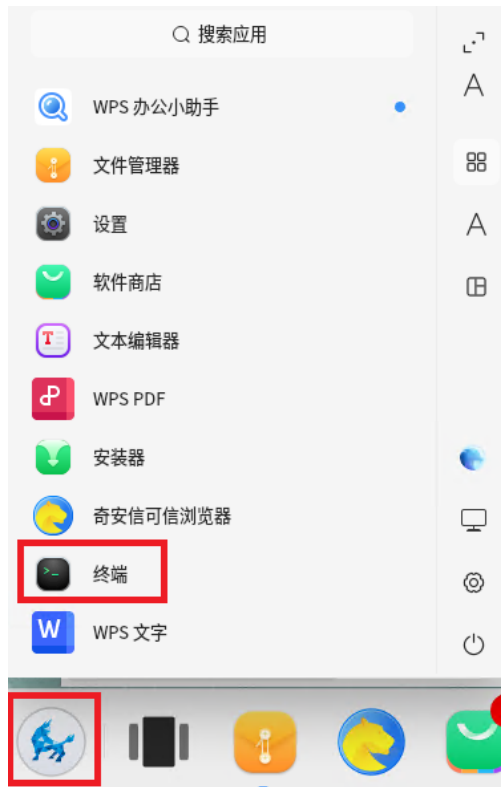 搜索应用
WPS 办公小助手
文件管理器
设置
软件商店
文本编辑器
WPS PDF
安装器
奇安信可信浏览器
终端
WPS 文字